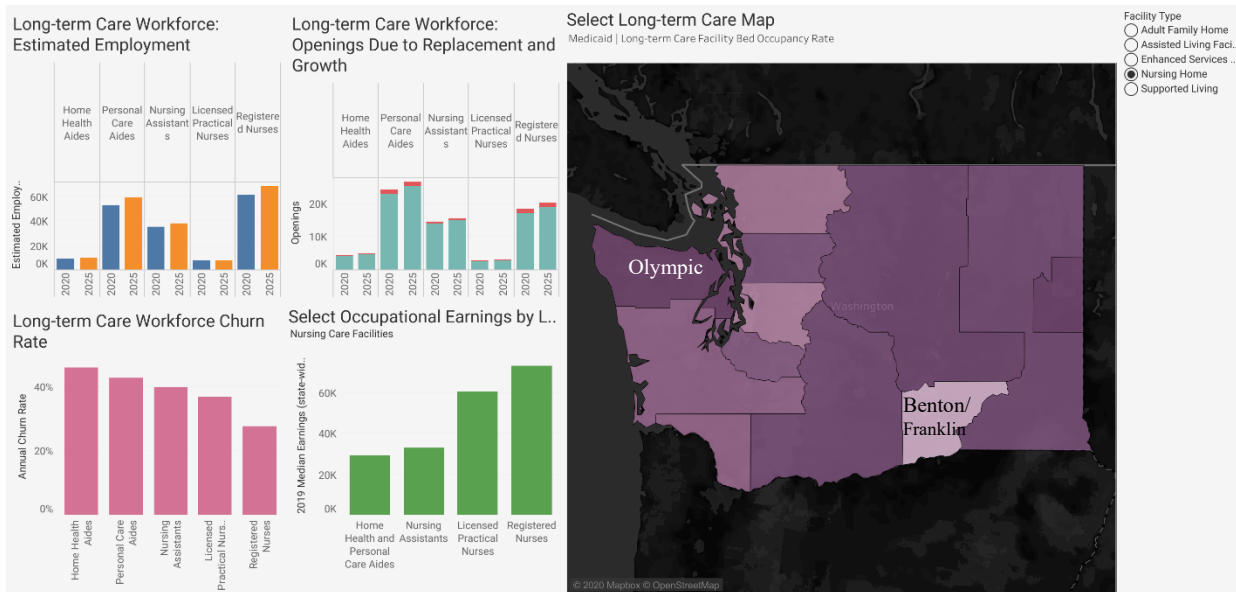 Long-term Care Workforce:
Estimated Employment
Home
Health
Aides
Personal
Care
Aides
Nursing
Assistant
s
Licensed
Practical
Nurses
Registere
d Nurses
Estimated Employ..
60K
40K
20K
0K
2020
2025
2020
2025
2020
2025
2020
2025
2020
2025
Long-term Care Workforce:
Openings Due to Replacement and
Growth
Home
Health
Aides
Personal
Care
Aides
Nursing
Assistant
s
Licensed
Practical
Nurses
Registere
d Nurses
Openings
20K
10K
0K
2020
2025
2020
2025
2020
2025
2020
2025
2020
2025
Long-term Care Workforce Churn
Rate
Annual Churn Rate
40%
20%
0%
Home Health
Aides
Personal Care
Aides
Nursing
Assistants
Licensed
Practical Nurs..
Registered
Nurses
Select Occupational Earnings by L..
Nursing Care Facilities
2019 Median Earnings (state-wid..
60K
40K
20K
0K
Home
Health and
Personal
Care Aides
Nursing
Assistants
Licensed
Practical
Nurses
Registered
Nurses
Select Long-term Care Map
Medicaid | Long-term Care Facility Bed Occupancy Rate
Olympic
Washington
Benton/
Franklin
© 2020 Mapbox © OpenStreetMap
Facility Type
Adult Family Home
Assisted Living Faci..
Enhanced Services ..
Nursing Home
Supported Living